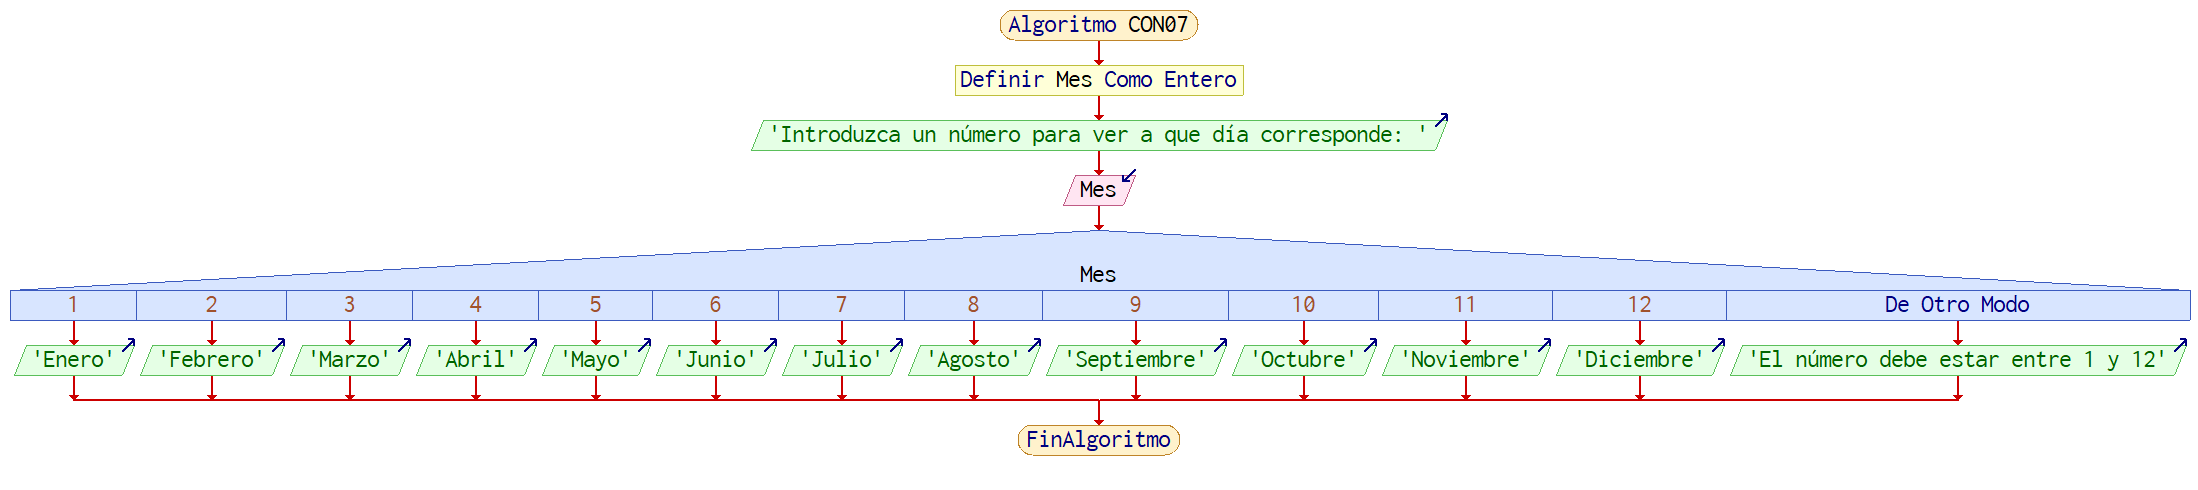 Algoritmo CON07
Definir Mes Como Entero
'Introduzca un número para ver a que día corresponde: '
Mes
Mes
1 2 3 4 5 6 7 8 9 10 11 12 De Otro Modo
'Enero' 'Febrero' 'Marzo' 'Abril' 'Mayo' 'Junio' 'Julio' 'Agosto' 'Septiembre' 'Octubre' 'Noviembre' 'Diciembre' 'El número debe estar entre 1 y 12'
FinAlgoritmo